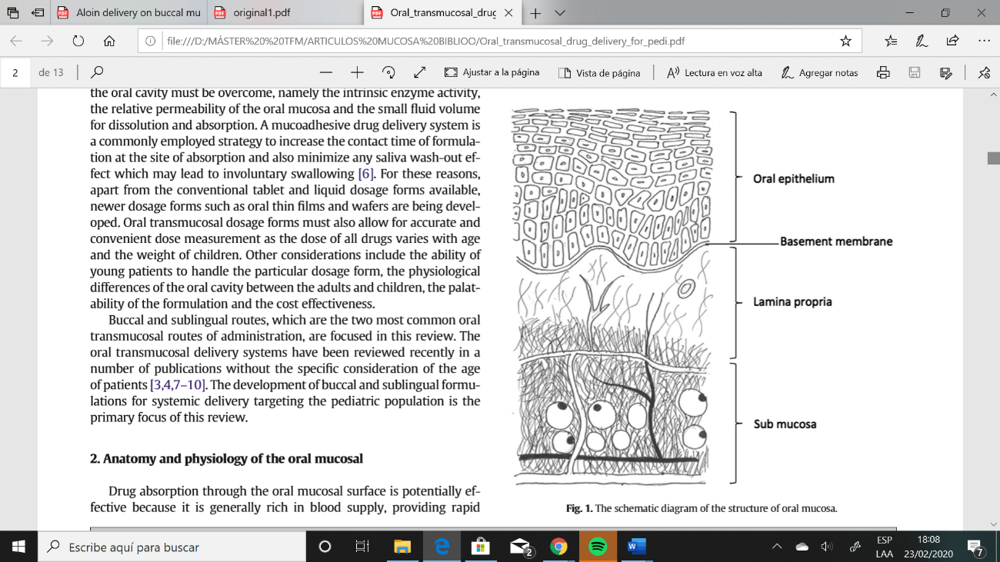 Aloin delivery on buccal mu
original1.pdf
Oral_transmucosal_drug
file:///D:/MÁSTER%20%20TFM/ARTICULOS%20MUCOSA%20BIBLIOO/Oral_transmucosal_drug_delivery_for_pedi.pdf
2 de 13
Ajustar a la página
Vista de página
Lectura en voz alta
Agregar notas
the oral cavity must be overcome, namely the intrinsic enzyme activity,
the relative permeability of the oral mucosa and the small fluid volume
for dissolution and absorption. A mucoadhesive drug delivery system is
a commonly employed strategy to increase the contact time of formula-
tion at the site of absorption and also minimize any saliva wash-out ef-
fect which may lead to involuntary swallowing [6]. For these reasons,
apart from the conventional tablet and liquid dosage forms available,
newer dosage forms such as oral thin films and wafers are being devel-
oped. Oral transmucosal dosage forms must also allow for accurate and
convenient dose measurement as the dose of all drugs varies with age
and the weight of children. Other considerations include the ability of
young patients to handle the particular dosage form, the physiological
differences of the oral cavity between the adults and children, the palat-
ability of the formulation and the cost effectiveness.
Buccal and sublingual routes, which are the two most common oral
transmucosal routes of administration, are focused in this review. The
oral transmucosal delivery systems have been reviewed recently in a
number of publications without the specific consideration of the age
of patients [3,4,7–10]. The development of buccal and sublingual formu-
lations for systemic delivery targeting the pediatric population is the
primary focus of this review.
2. Anatomy and physiology of the oral mucosal
Drug absorption through the oral mucosal surface is potentially ef-
fective because it is generally rich in blood supply, providing rapid
Oral epithelium
Basement membrane
Lamina propria
Sub mucosa
Fig. 1. The schematic diagram of the structure of oral mucosa.
Escribe aquí para buscar
2
ESP
LAA
18:08
23/02/2020
7